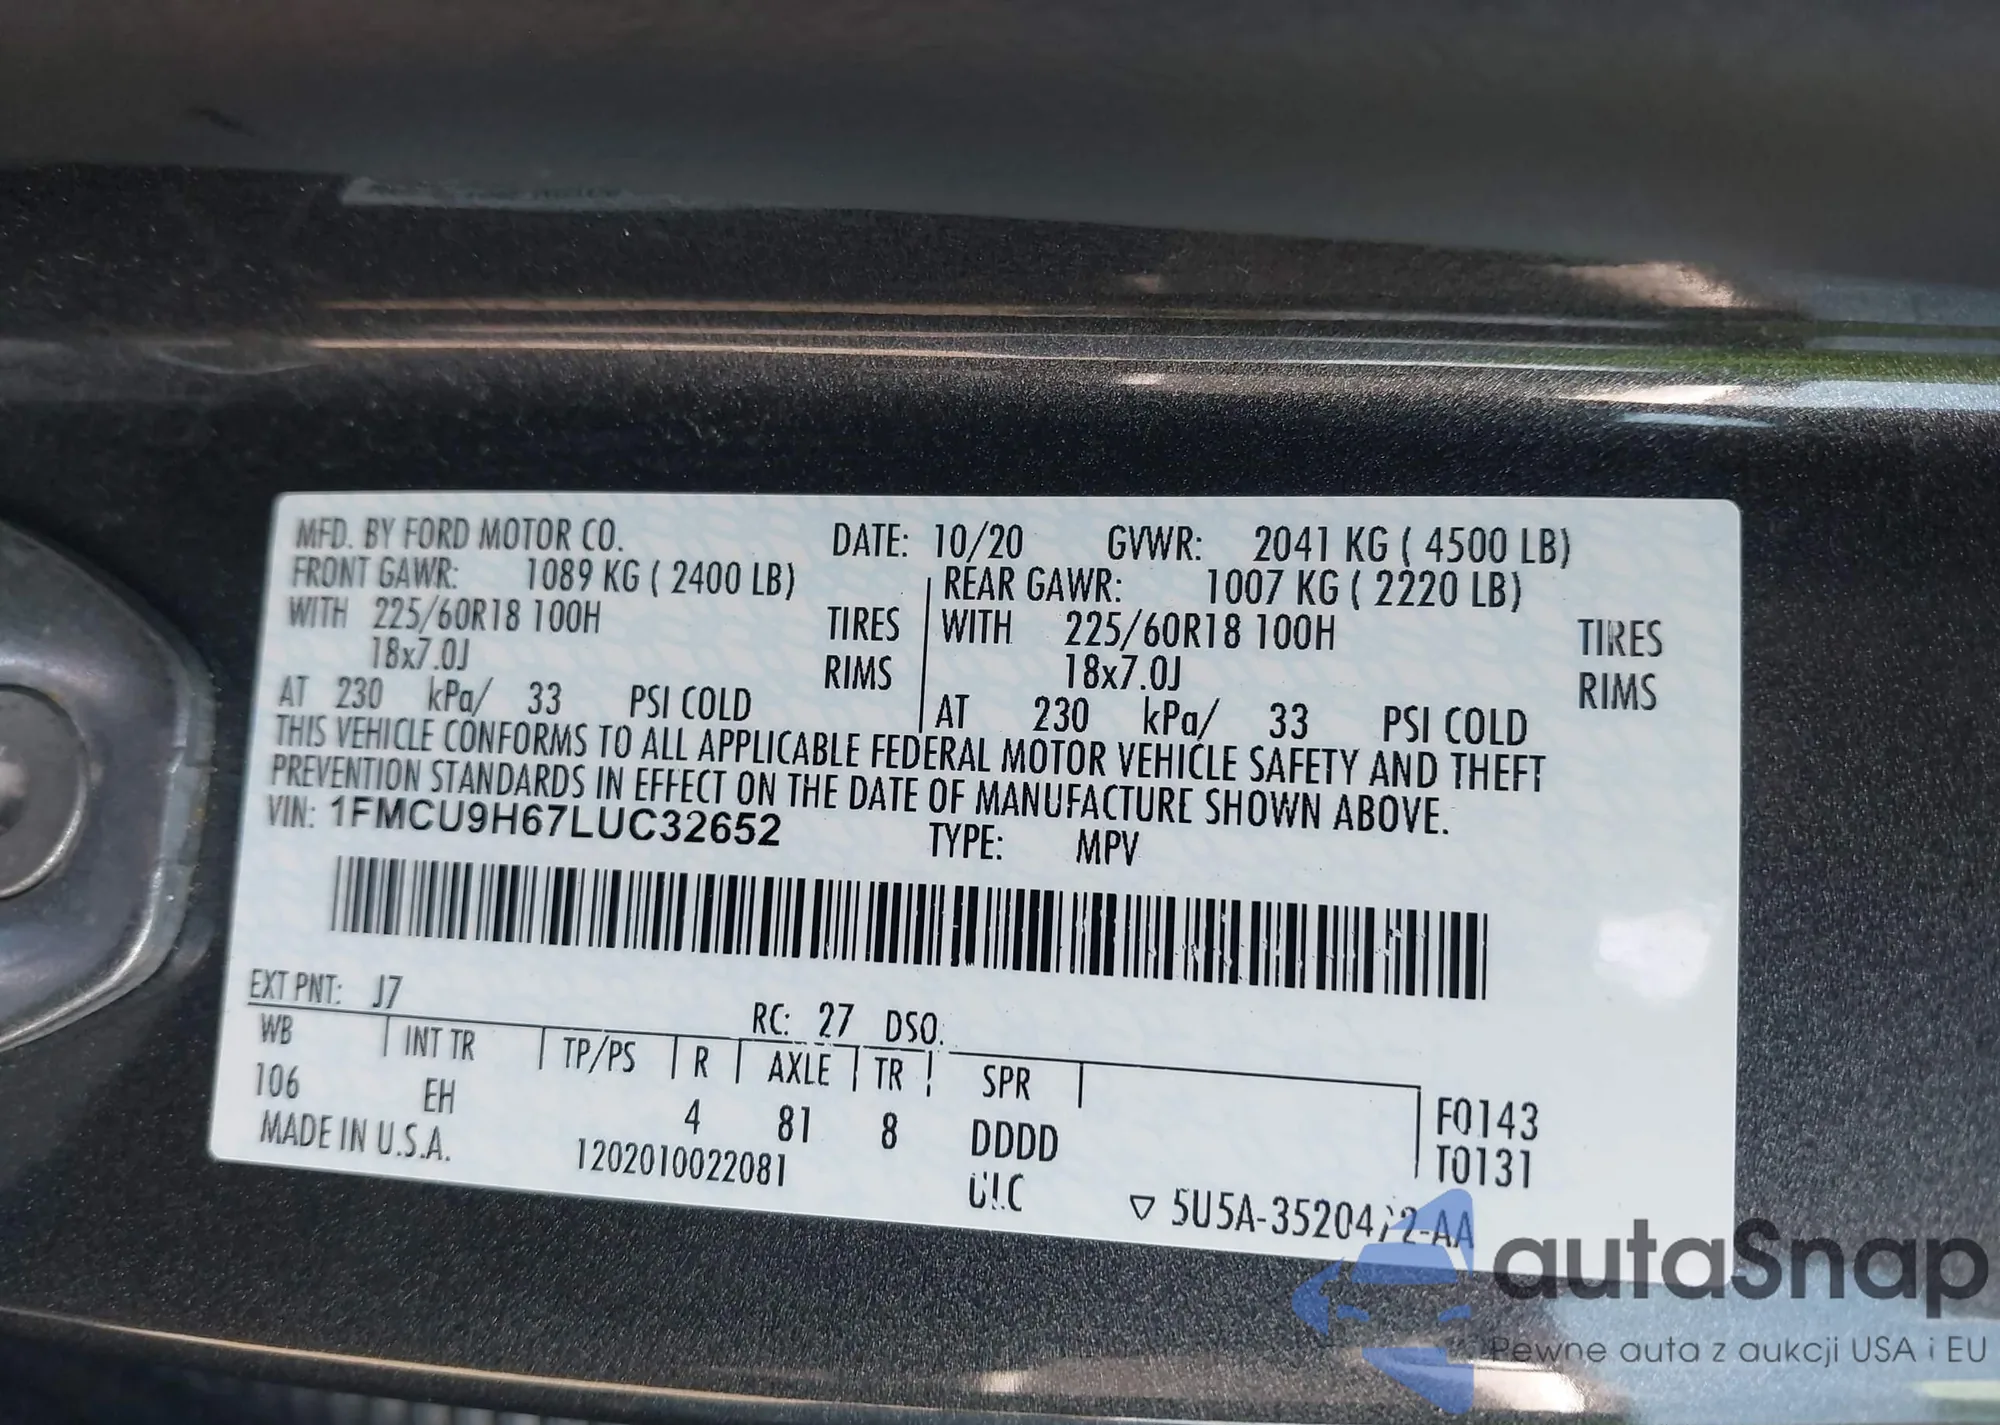 MFD. BY FORD MOTOR CO. DATE: 10/20 GVWR: 2041 KG ( 4500 LB)
FRONT GAWR: 1089 KG ( 2400 LB) REAR GAWR: 1007 KG ( 2220 LB)
WITH 225/60R18 100H TIRES WITH 225/60R18 100H TIRES
18x7.0J RIMS 18x7.0J RIMS
AT 230 kPa/ 33 PSI COLD AT 230 kPa/ 33 PSI COLD
THIS VEHICLE CONFORMS TO ALL APPLICABLE FEDERAL MOTOR VEHICLE SAFETY AND THEFT
PREVENTION STANDARDS IN EFFECT ON THE DATE OF MANUFACTURE SHOWN ABOVE.
VIN: 1FMCU9H67LUC32652 TYPE: MPV
EXT PNT: J7 RC: 27 DSO:
WB INT TR TP/PS R AXLE TR SPR
106 EH 4 81 8 DDDD F0143
T0131
MADE IN U.S.A. 1202010022081 ▽ 5U5A-3520472-AA
autaSnap
Pewne auta z aukcji USA i EU